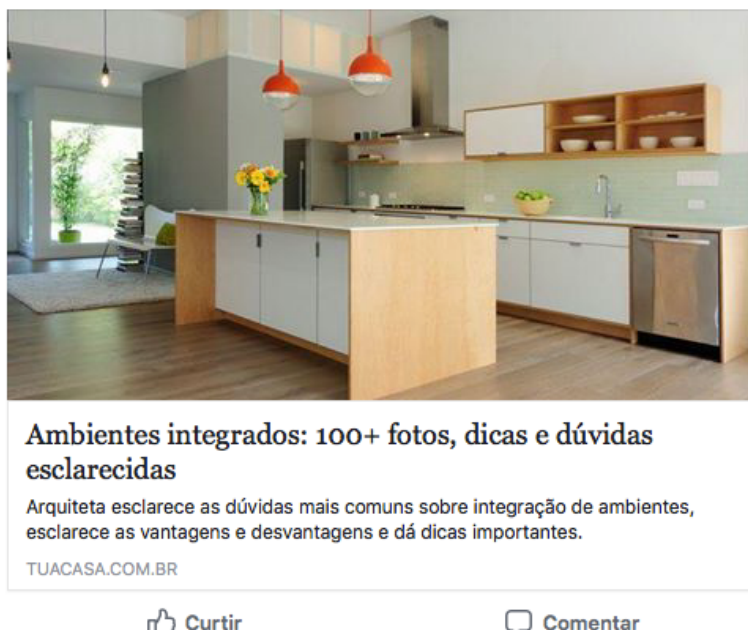 Ambientes integrados: 100+ fotos, dicas e dúvidas
esclarecidas
Arquiteta esclarece as dúvidas mais comuns sobre integração de ambientes,
esclarece as vantagens e desvantagens e dá dicas importantes.
TUACASA.COM.BR
Curtir Comentar